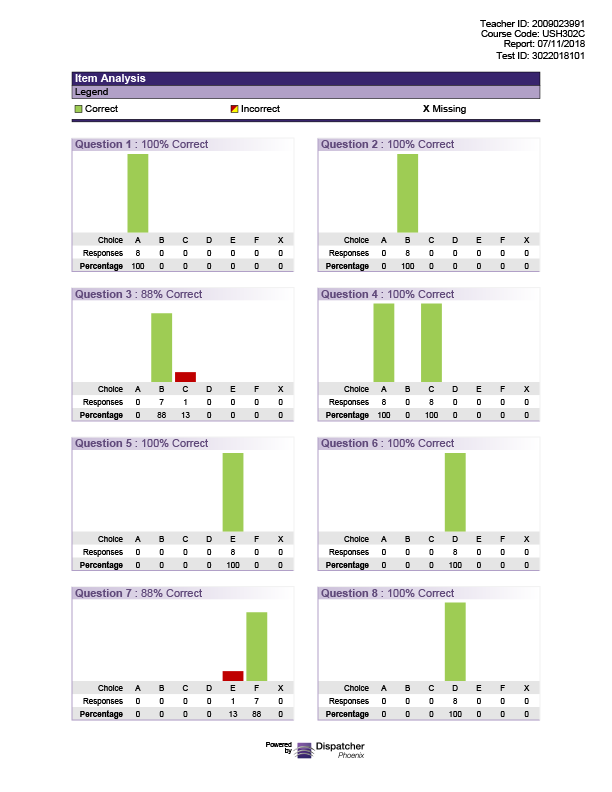 Teacher ID: 2009023991
Course Code: USH302C
Report: 07/11/2018
Test ID: 3022018101
Item Analysis
Legend
Correct Incorrect X Missing
Question 1 : 100% Correct
Choice A B C D E F X
Responses 8 0 0 0 0 0 0
Percentage 100 0 0 0 0 0 0
Question 2 : 100% Correct
Choice A B C D E F X
Responses 0 8 0 0 0 0 0
Percentage 0 100 0 0 0 0 0
Question 3 : 88% Correct
Choice A B C D E F X
Responses 0 7 1 0 0 0 0
Percentage 0 88 13 0 0 0 0
Question 4 : 100% Correct
Choice A B C D E F X
Responses 8 0 8 0 0 0 0
Percentage 100 0 100 0 0 0 0
Question 5 : 100% Correct
Choice A B C D E F X
Responses 0 0 0 0 8 0 0
Percentage 0 0 0 0 100 0 0
Question 6 : 100% Correct
Choice A B C D E F X
Responses 0 0 0 8 0 0 0
Percentage 0 0 0 100 0 0 0
Question 7 : 88% Correct
Choice A B C D E F X
Responses 0 0 0 0 1 7 0
Percentage 0 0 0 0 13 88 0
Question 8 : 100% Correct
Choice A B C D E F X
Responses 0 0 0 8 0 0 0
Percentage 0 0 0 100 0 0 0
Powered
by
Dispatcher
Phoenix